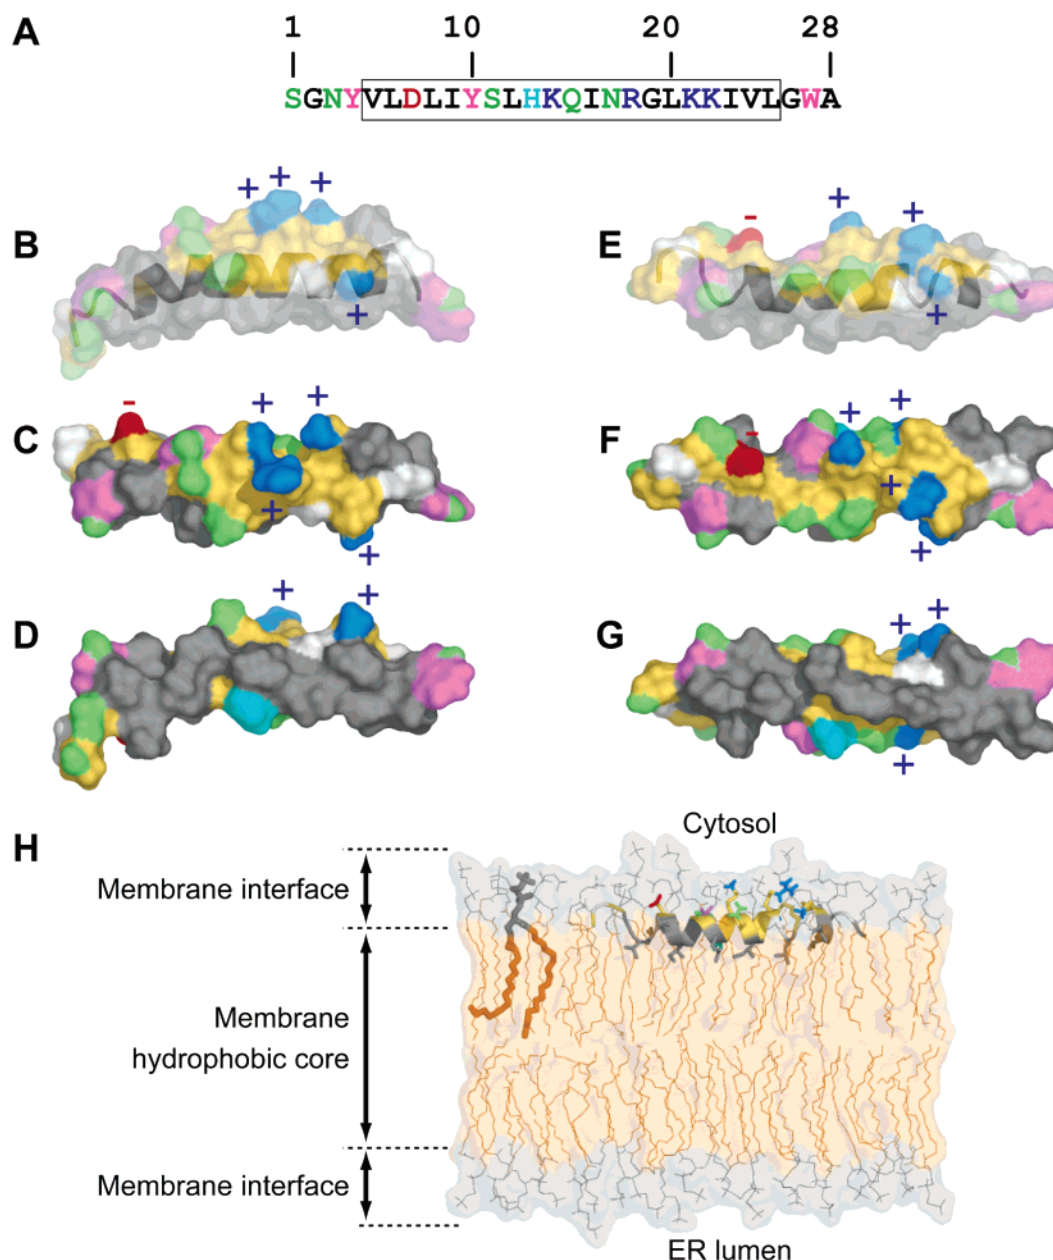 A
1 10 20 28
SGNYVLDLIYSLHKQINRGLKKIVLGWA
B
+ + +
+
E
- + +
+
C
- + +
+
+
F
- + +
+
+
D
+ +
G
+ +
+
H
Cytosol
Membrane interface
Membrane
hydrophobic core
Membrane interface
ER lumen